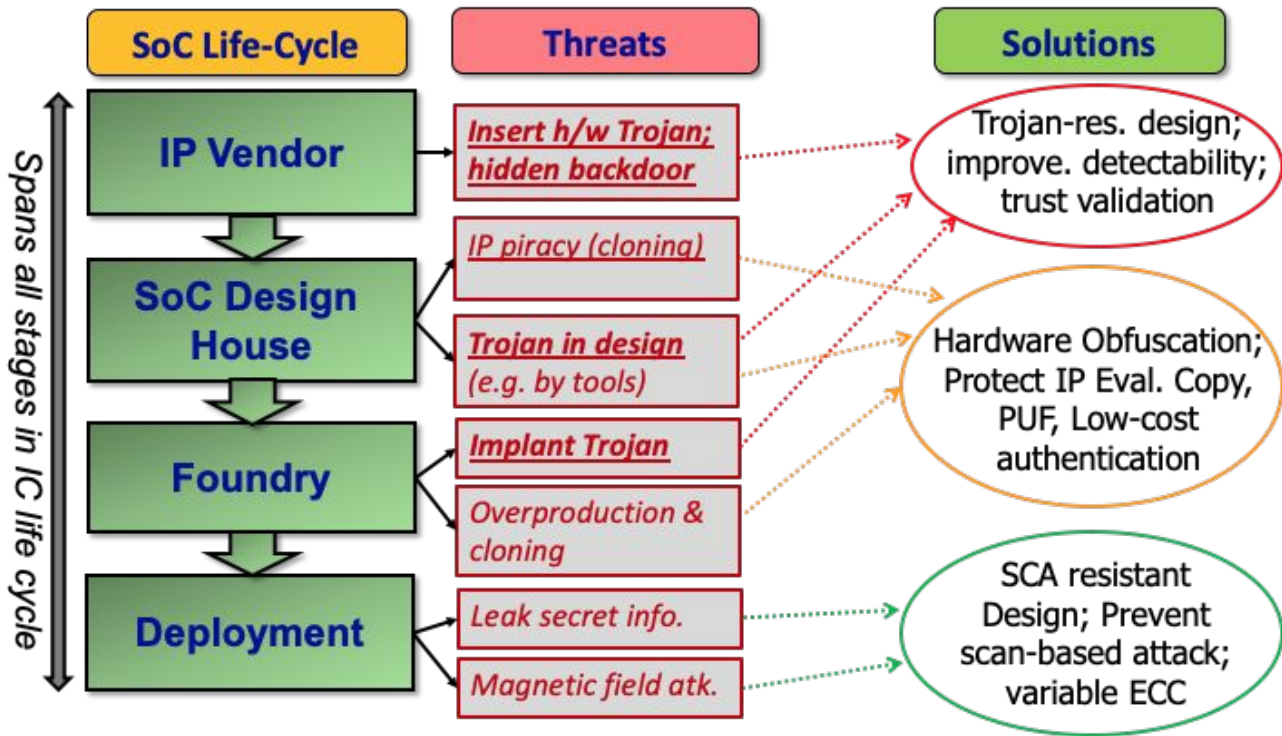 SoC Life-Cycle
Threats
Solutions
Spans all stages in IC life cycle
IP Vendor
SoC Design
House
Foundry
Deployment
Insert h/w Trojan;
hidden backdoor
IP piracy (cloning)
Trojan in design
(e.g. by tools)
Implant Trojan
Overproduction &
cloning
Leak secret info.
Magnetic field atk.
Trojan-res. design;
improve. detectability;
trust validation
Hardware Obfuscation;
Protect IP Eval. Copy,
PUF, Low-cost
authentication
SCA resistant
Design; Prevent
scan-based attack;
variable ECC